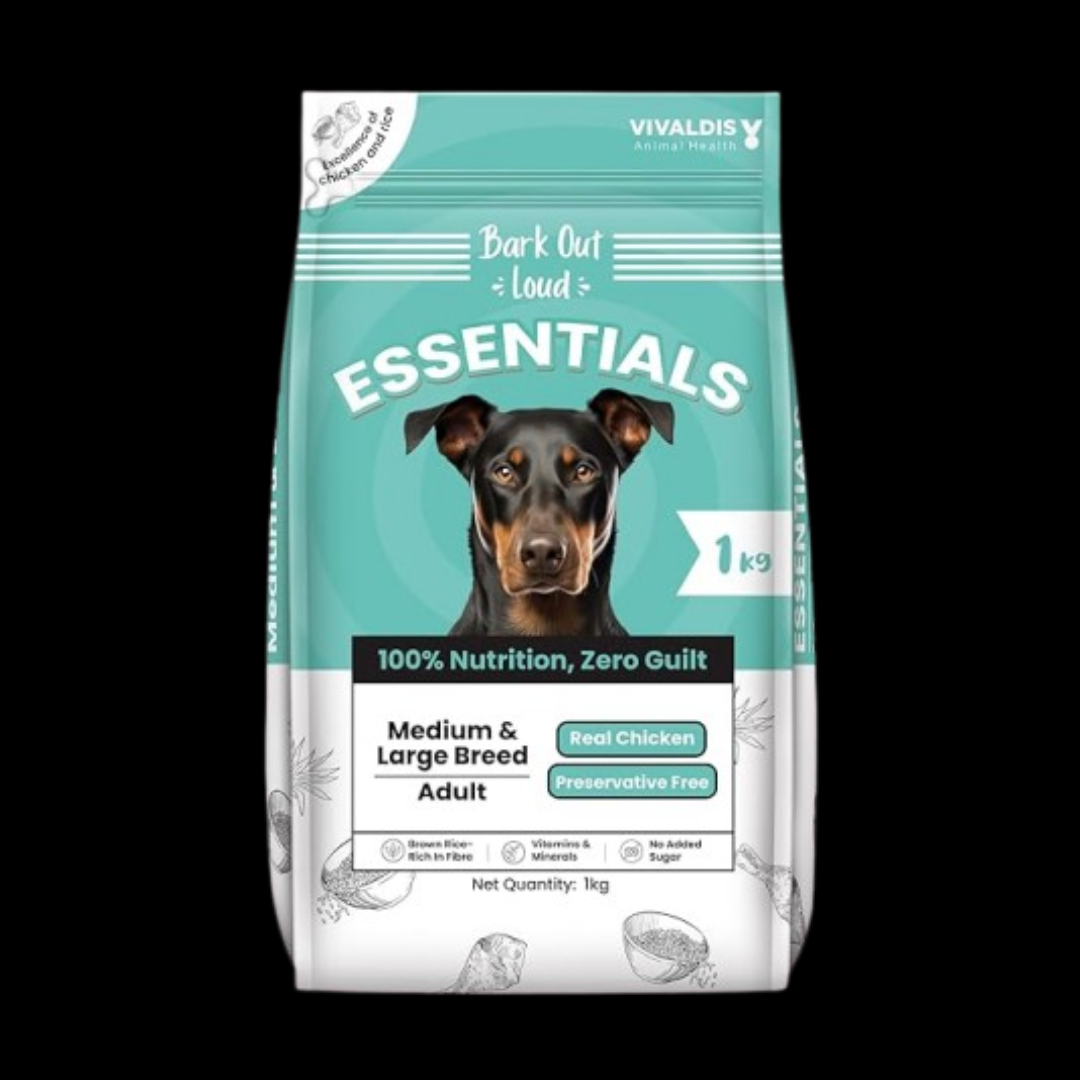 Excellence of
chicken and rice
VIVALDIS
Animal Health
Bark Out
Loud
ESSENTIALS
1 kg
ESSENTIALS
100% Nutrition, Zero Guilt
Medium &
Large Breed
Adult
Real Chicken
Preservative Free
Brown Rice-
Rich In Fibre
Vitamins &
Minerals
No Added
Sugar
Net Quantity: 1kg
Medium &